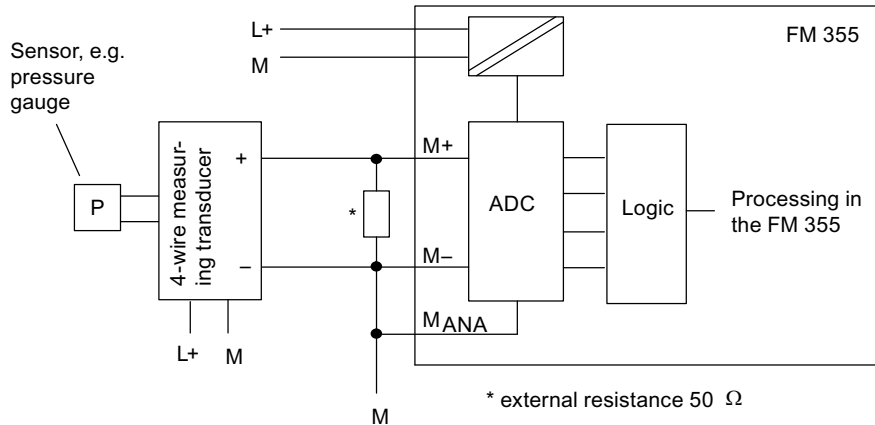 L+
M
FM 355
Sensor, e.g.
pressure
gauge
P
4-wire measur-
ing transducer
+
−
L+
M
*
M+
M−
MANA
M
ADC
Logic
Processing in
the FM 355
* external resistance 50 Ω